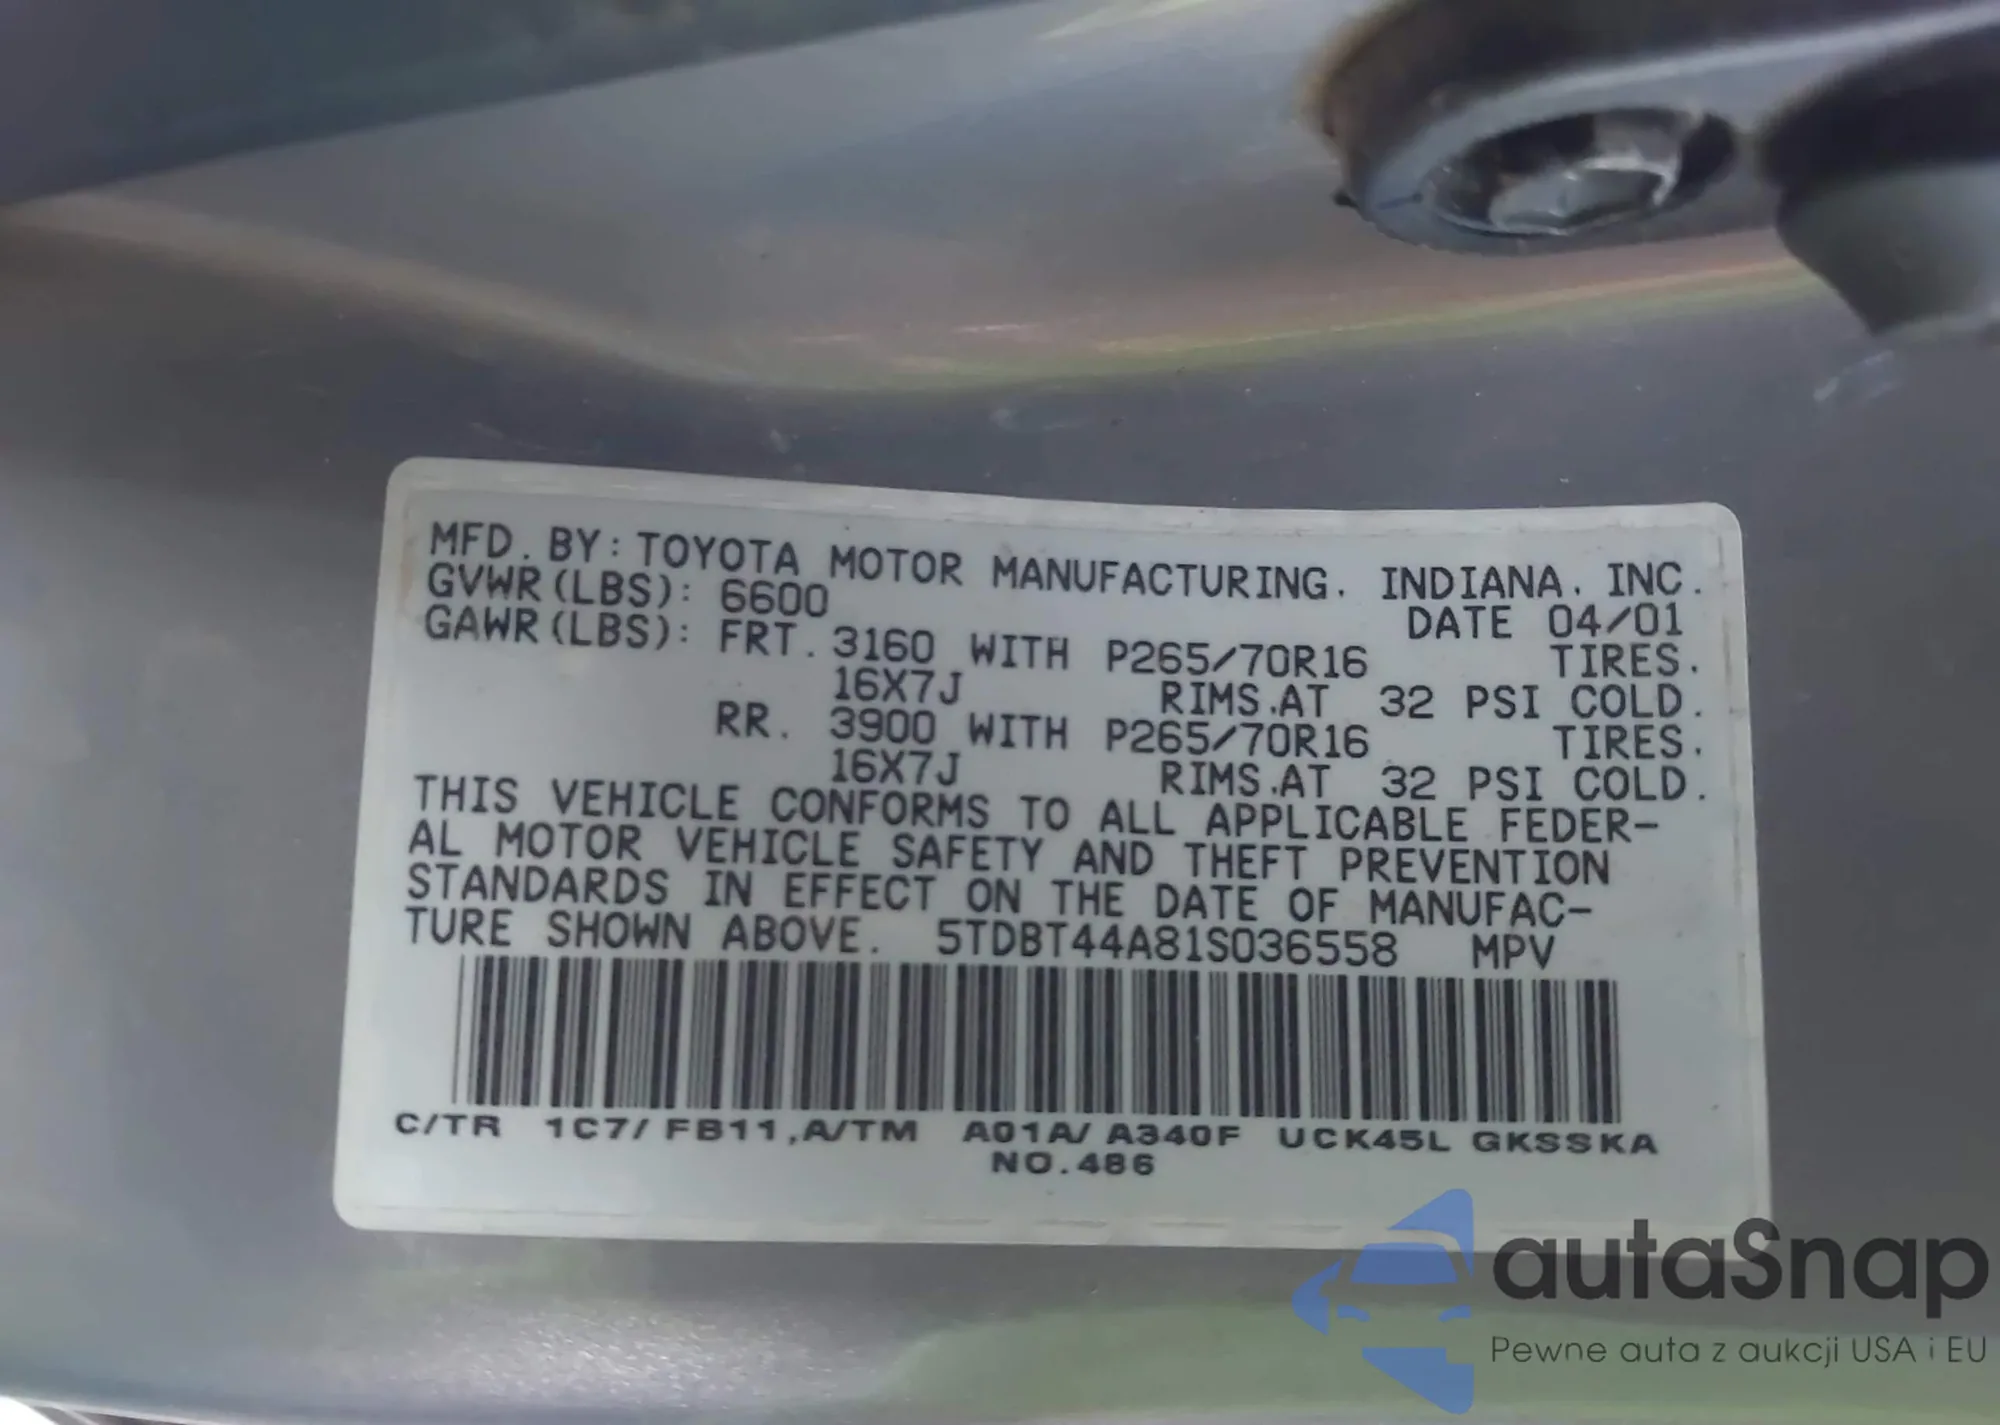 MFD. BY: TOYOTA MOTOR MANUFACTURING. INDIANA. INC.
GVWR(LBS): 6600 DATE 04/01
GAWR(LBS): FRT. 3160 WITH P265/70R16 TIRES.
16X7J RIMS.AT 32 PSI COLD.
RR. 3900 WITH P265/70R16 TIRES.
16X7J RIMS.AT 32 PSI COLD.
THIS VEHICLE CONFORMS TO ALL APPLICABLE FEDER-
AL MOTOR VEHICLE SAFETY AND THEFT PREVENTION
STANDARDS IN EFFECT ON THE DATE OF MANUFAC-
TURE SHOWN ABOVE. 5TDBT44A81S036558 MPV
C/TR 1C7/ FB11,A/TM A01A/ A340F UCK45L GKSSKA
NO.486
autaSnap
Pewne auta z aukcji USA i EU